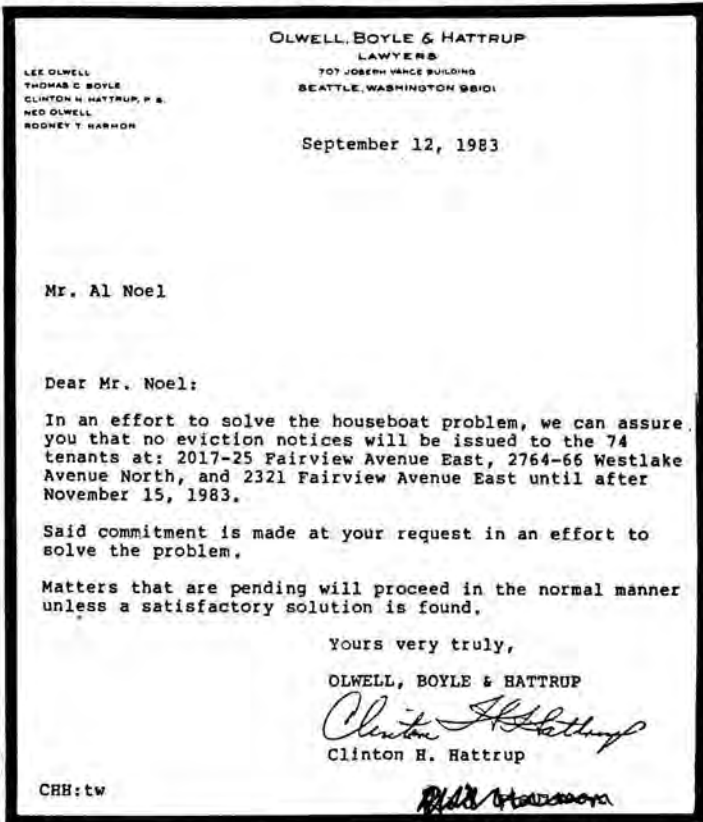 OLWELL, BOYLE & HATTRUP
LAWYERS
707 JOSEPH VANCE BUILDING
SEATTLE, WASHINGTON 98101
LEE OLWELL
THOMAS C. BOYLE
CLINTON H. HATTRUP, P.S.
NED OLWELL
RODNEY T. HARMON
September 12, 1983
Mr. Al Noel
Dear Mr. Noel:
In an effort to solve the houseboat problem, we can assure
you that no eviction notices will be issued to the 74
tenants at: 2017-25 Fairview Avenue East, 2764-66 Westlake
Avenue North, and 2321 Fairview Avenue East until after
November 15, 1983.
Said commitment is made at your request in an effort to
solve the problem.
Matters that are pending will proceed in the normal manner
unless a satisfactory solution is found.
Yours very truly,
OLWELL, BOYLE & HATTRUP
Clinton H Hattrup
Clinton H. Hattrup
CHH:tw